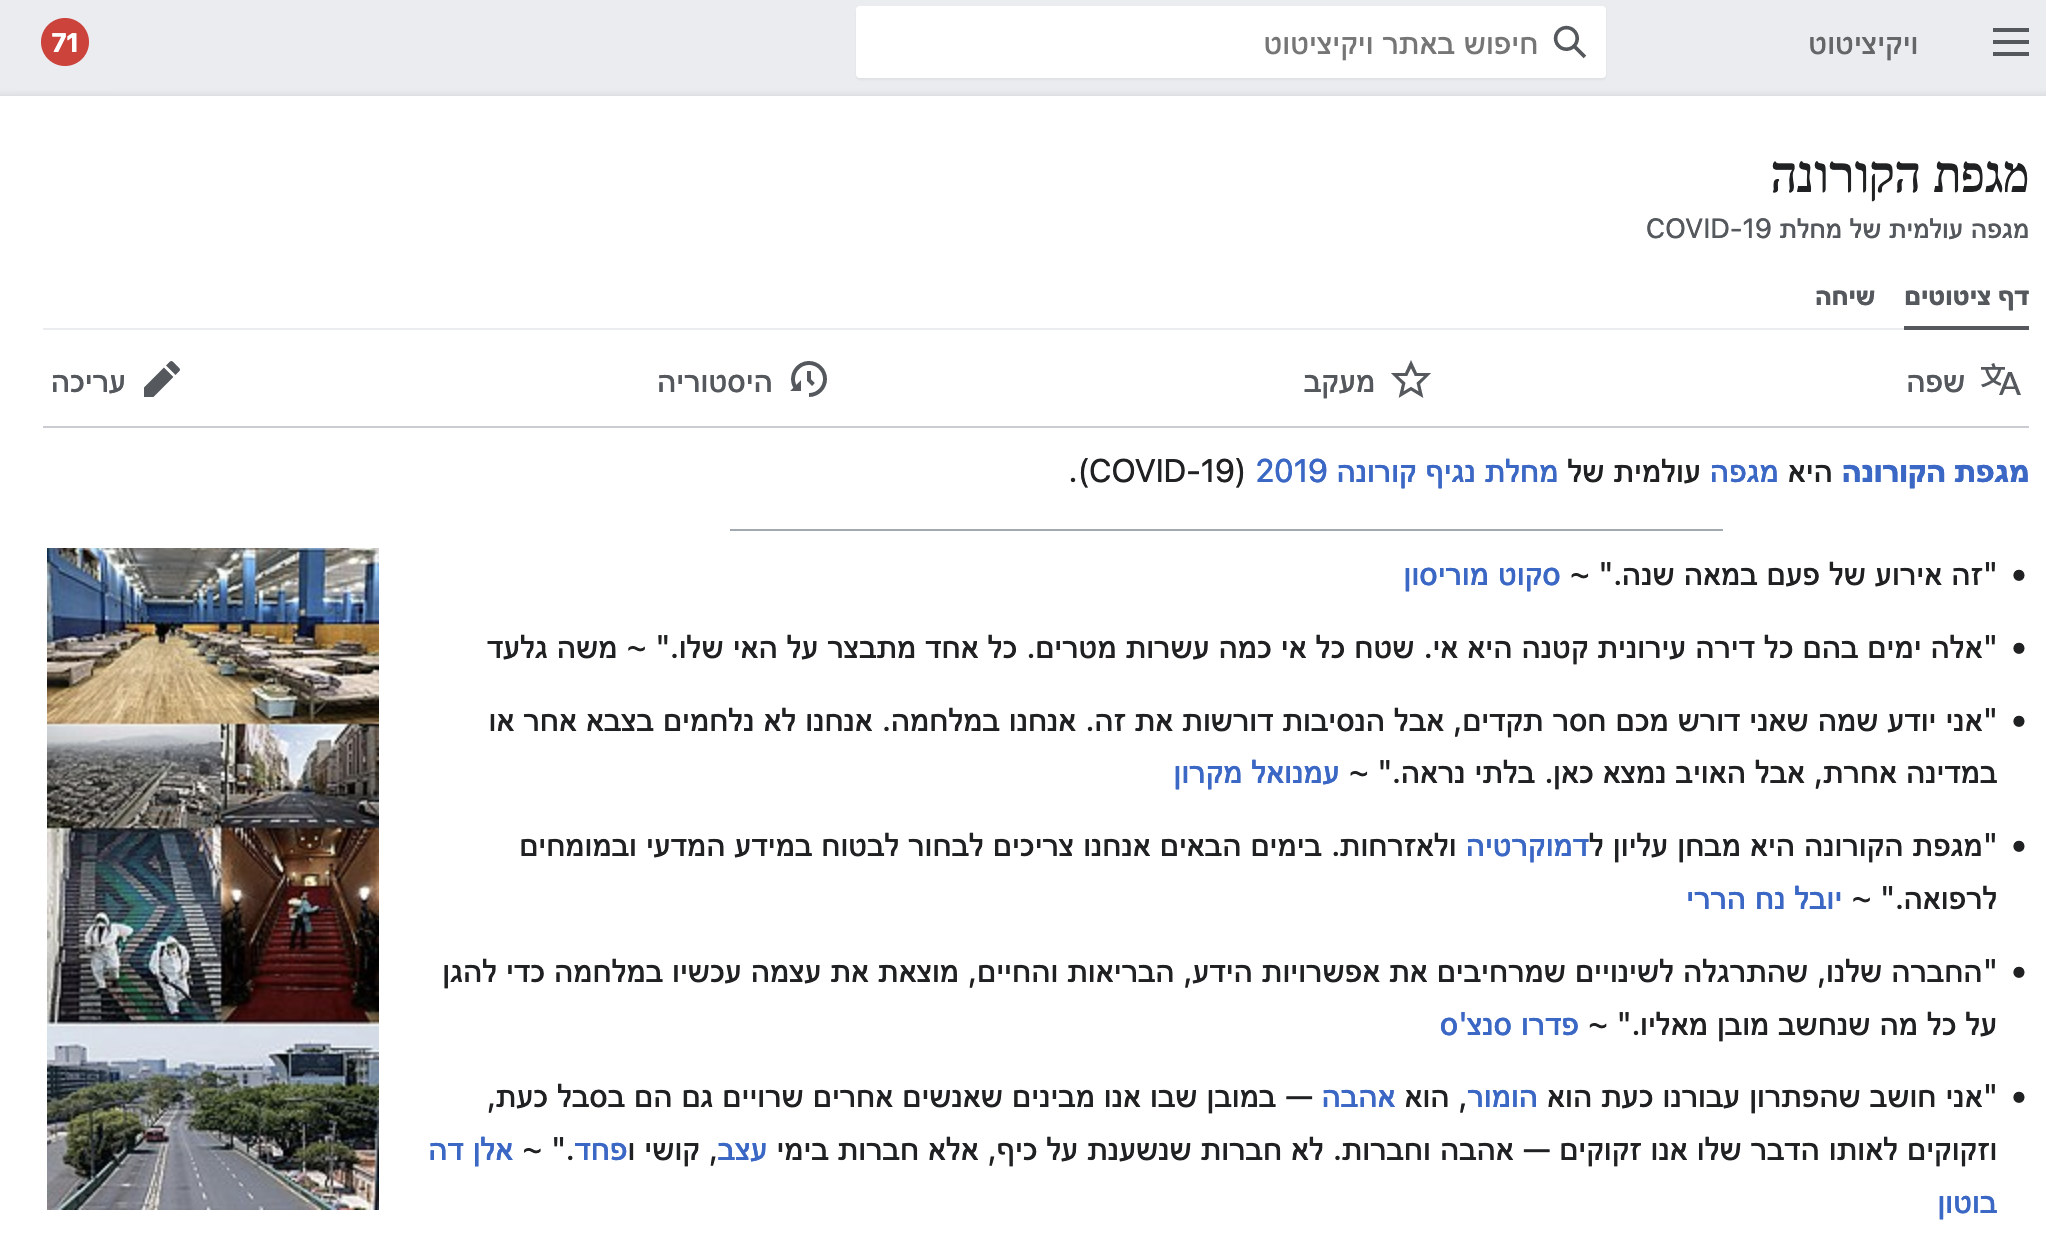 ויקיציטוט
חיפוש באתר ויקיציטוט
71
מגפת הקורונה
מגפה עולמית של מחלת COVID-19
דף ציטוטים שיחה
שפה
מעקב
היסטוריה
עריכה
מגפת הקורונה היא מגפה עולמית של מחלת נגיף קורונה 2019 (COVID-19).
"זה אירוע של פעם במאה שנה." ~ סקוט מוריסון
"אלה ימים בהם כל דירה עירונית קטנה היא אי. שטח כל אי כמה עשרות מטרים. כל אחד מתבצר על האי שלו." ~ משה גלעד
"אני יודע שמה שאני דורש מכם חסר תקדים, אבל הנסיבות דורשות את זה. אנחנו במלחמה. אנחנו לא נלחמים בצבא אחר או
במדינה אחרת, אבל האויב נמצא כאן. בלתי נראה." ~ עמנואל מקרון
"מגפת הקורונה היא מבחן עליון לדמוקרטיה ולאזרחות. בימים הבאים אנחנו צריכים לבחור לבטוח במידע המדעי ובמומחים
לרפואה." ~ יובל נח הררי
"החברה שלנו, שהתרגלה לשינויים שמרחיבים את אפשרויות הידע, הבריאות והחיים, מוצאת את עצמה עכשיו במלחמה כדי להגן
על כל מה שנחשב מובן מאליו." ~ פדרו סנצ'ס
"אני חושב שהפתרון עבורנו כעת הוא הומור, הוא אהבה — במובן שבו אנו מבינים שאנשים אחרים שרויים גם הם בסבל כעת,
וזקוקים לאותו הדבר שלו אנו זקוקים — אהבה וחברות. לא חברות שנשענת על כיף, אלא חברות בימי עצב, קושי ופחד." ~ אלן דה
בוטון